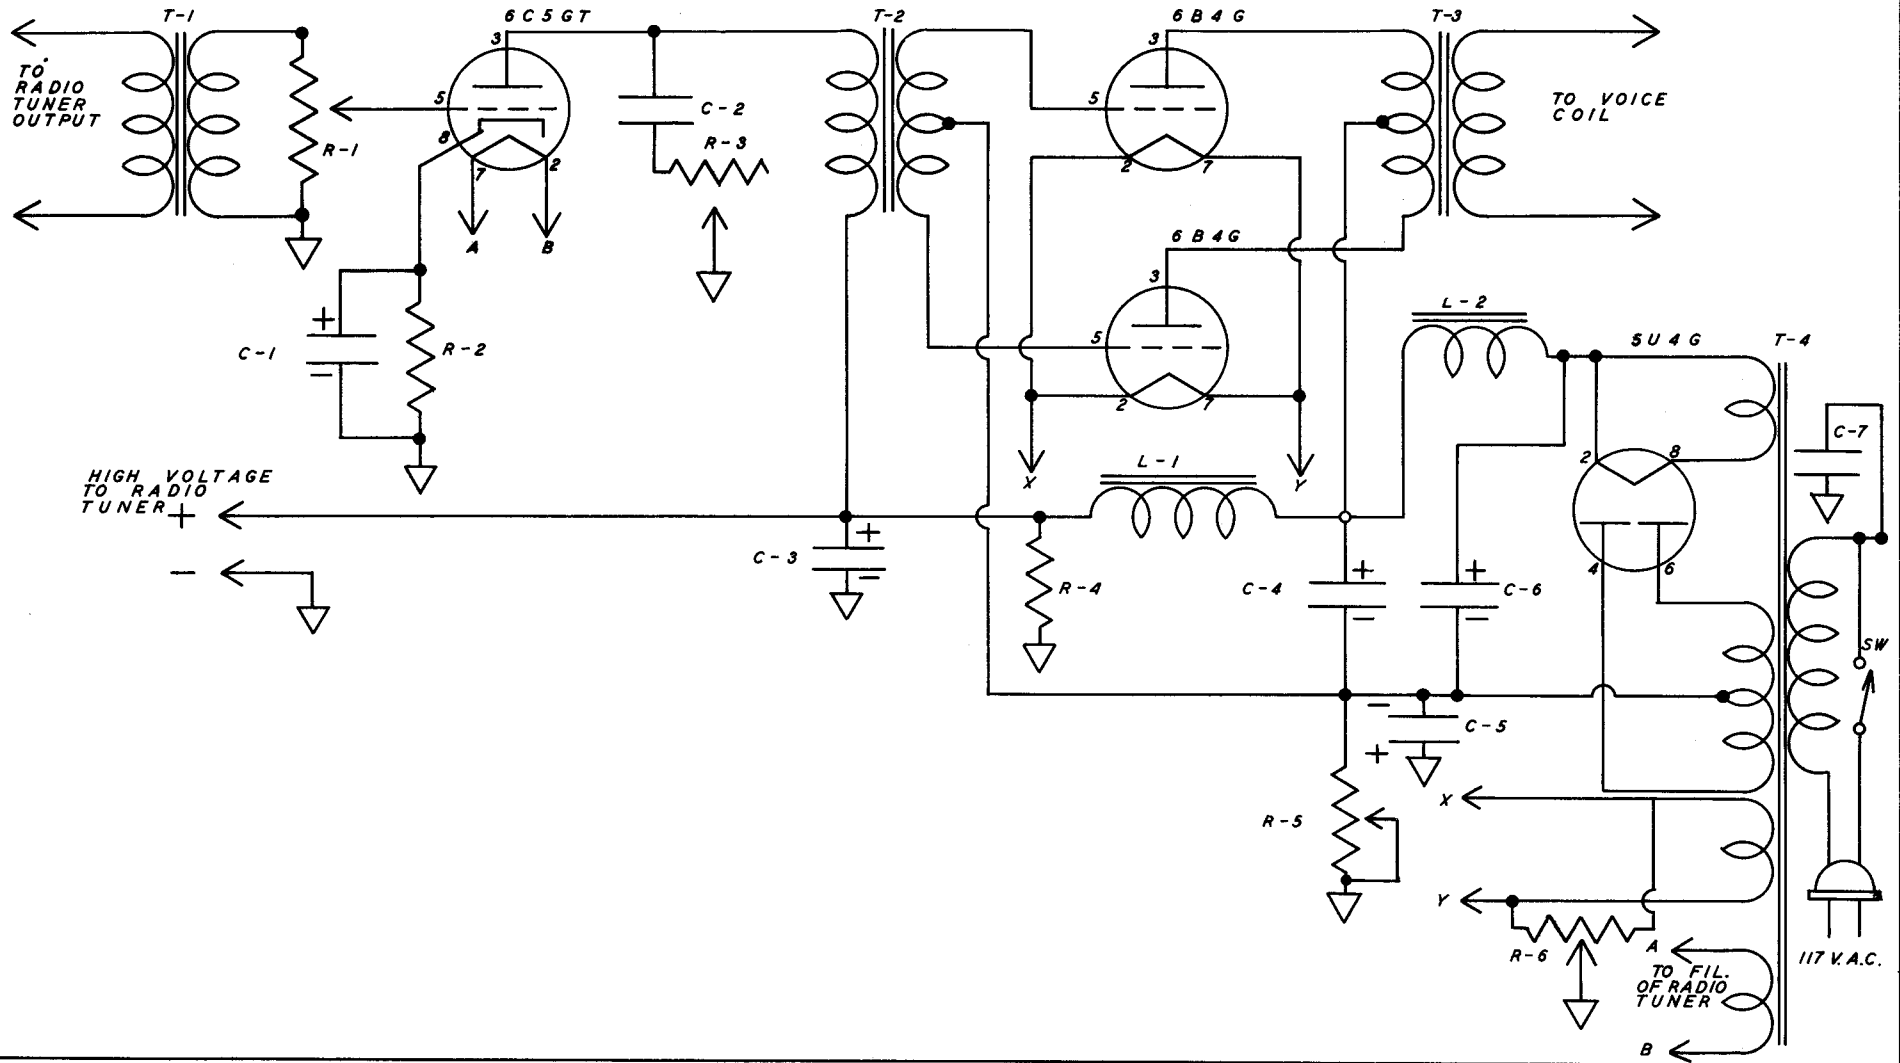 T-1
6C5GT
T-2
6B4G
T-3
3
3
TO
RADIO
TUNER
OUTPUT
5
C-2
5
TO VOICE
COIL
R-1
8
R-3
7
2
2
7
A
B
6B4G
3
L-2
C-1
+
−
R-2
5
5U4G
T-4
2
7
C-7
HIGH VOLTAGE
TO RADIO
TUNER
+
−
X
L-1
Y
2
8
C-3
+
−
R-4
C-4
+
−
+
−
C-6
4
6
SW
−
+
C-5
X
R-5
Y
R-6
A
TO FIL.
OF RADIO
TUNER
B
117 V.A.C.